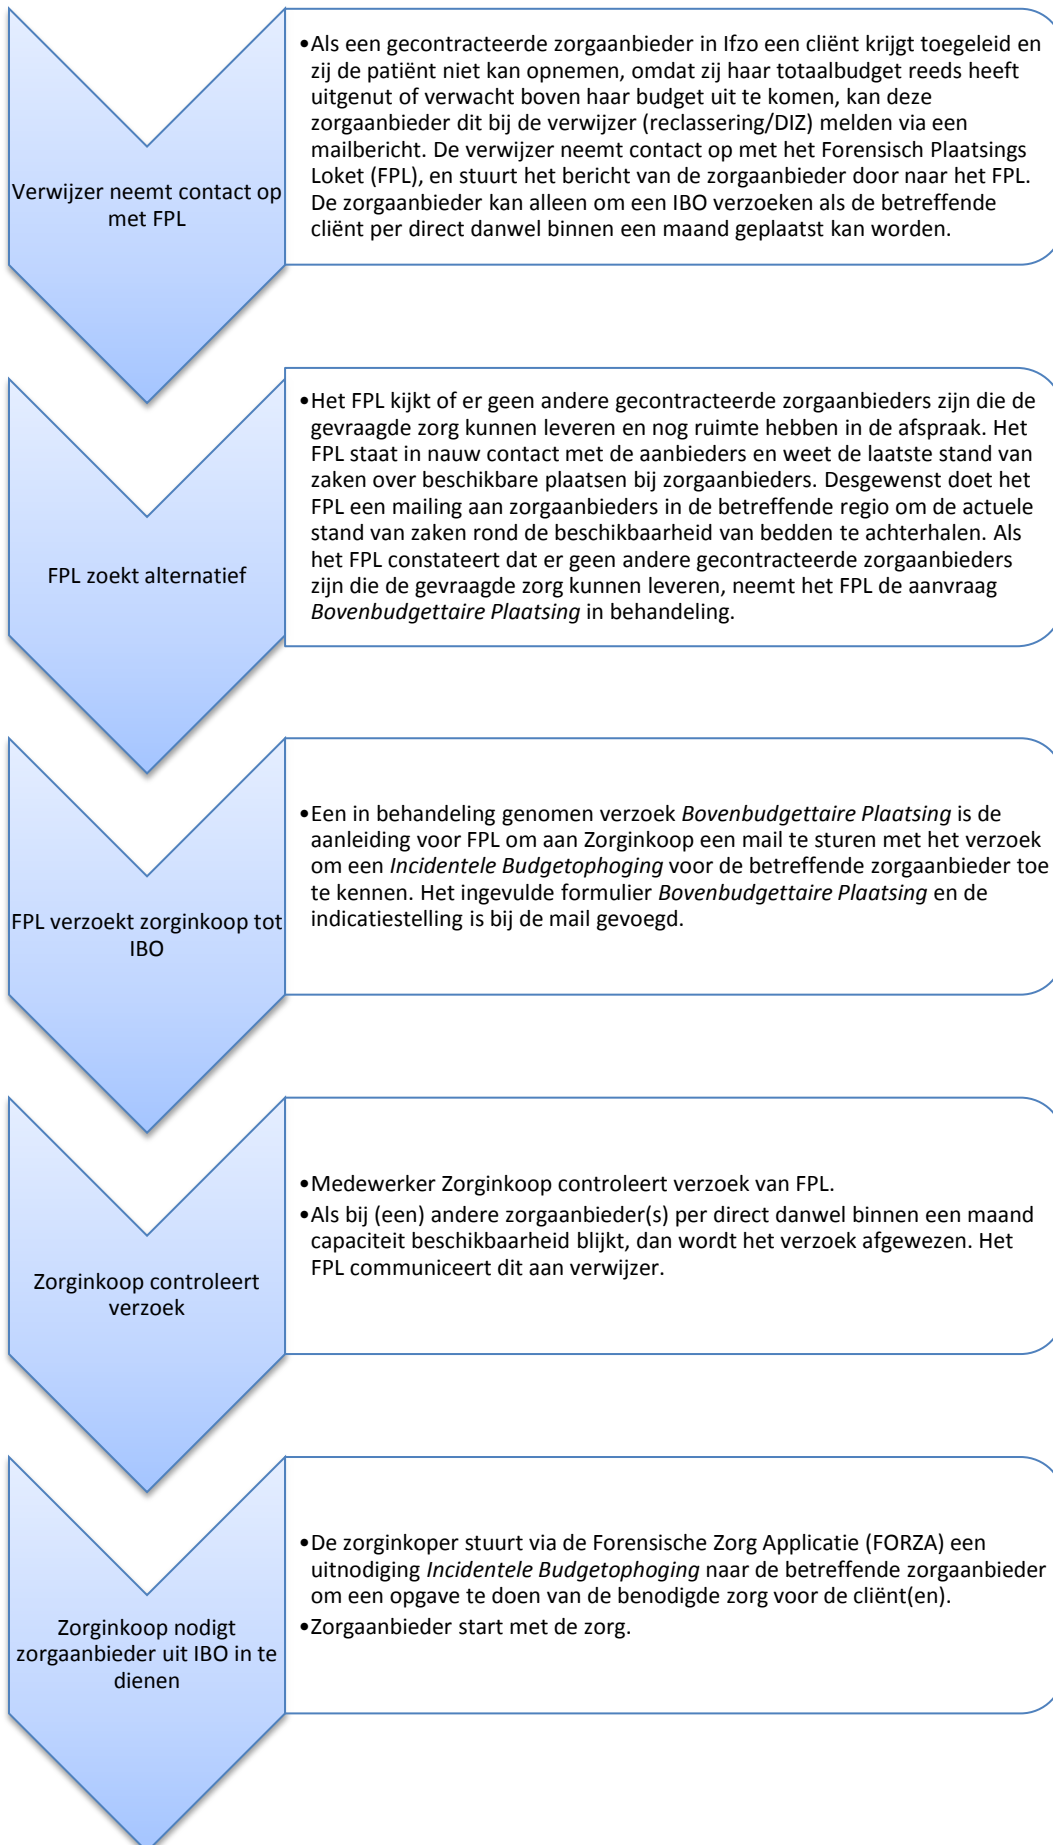 Verwijzer neemt contact op
met FPL
•Als een gecontracteerde zorgaanbieder in Ifzo een cliënt krijgt toegeleid en
zij de patiënt niet kan opnemen, omdat zij haar totaalbudget reeds heeft
uitgenut of verwacht boven haar budget uit te komen, kan deze
zorgaanbieder dit bij de verwijzer (reclassering/DIZ) melden via een
mailbericht. De verwijzer neemt contact op met het Forensisch Plaatsings
Loket (FPL), en stuurt het bericht van de zorgaanbieder door naar het FPL.
De zorgaanbieder kan alleen om een IBO verzoeken als de betreffende
cliënt per direct danwel binnen een maand geplaatst kan worden.
FPL zoekt alternatief
•Het FPL kijkt of er geen andere gecontracteerde zorgaanbieders zijn die de
gevraagde zorg kunnen leveren en nog ruimte hebben in de afspraak. Het
FPL staat in nauw contact met de aanbieders en weet de laatste stand van
zaken over beschikbare plaatsen bij zorgaanbieders. Desgewenst doet het
FPL een mailing aan zorgaanbieders in de betreffende regio om de actuele
stand van zaken rond de beschikbaarheid van bedden te achterhalen. Als
het FPL constateert dat er geen andere gecontracteerde zorgaanbieders
zijn die de gevraagde zorg kunnen leveren, neemt het FPL de aanvraag
Bovenbudgettaire Plaatsing in behandeling.
FPL verzoekt zorginkoop tot
IBO
•Een in behandeling genomen verzoek Bovenbudgettaire Plaatsing is de
aanleiding voor FPL om aan Zorginkoop een mail te sturen met het verzoek
om een Incidentele Budgetophoging voor de betreffende zorgaanbieder toe
te kennen. Het ingevulde formulier Bovenbudgettaire Plaatsing en de
indicatiestelling is bij de mail gevoegd.
Zorginkoop controleert
verzoek
•Medewerker Zorginkoop controleert verzoek van FPL.
•Als bij (een) andere zorgaanbieder(s) per direct danwel binnen een maand
capaciteit beschikbaarheid blijkt, dan wordt het verzoek afgewezen. Het
FPL communiceert dit aan verwijzer.
Zorginkoop nodigt
zorgaanbieder uit IBO in te
dienen
•De zorginkoper stuurt via de Forensische Zorg Applicatie (FORZA) een
uitnodiging Incidentele Budgetophoging naar de betreffende zorgaanbieder
om een opgave te doen van de benodigde zorg voor de cliënt(en).
•Zorgaanbieder start met de zorg.